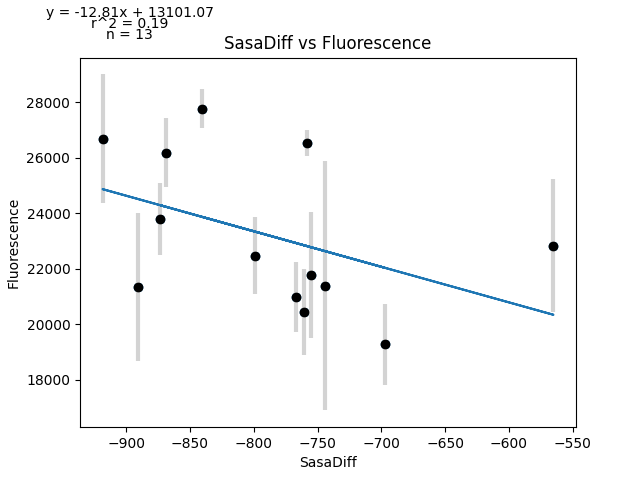 y = -12.81x + 13101.07
r^2 = 0.19
n = 13
SasaDiff vs Fluorescence
28000
26000
24000
22000
20000
18000
Fluorescence
−900
−850
−800
−750
−700
−650
−600
−550
SasaDiff